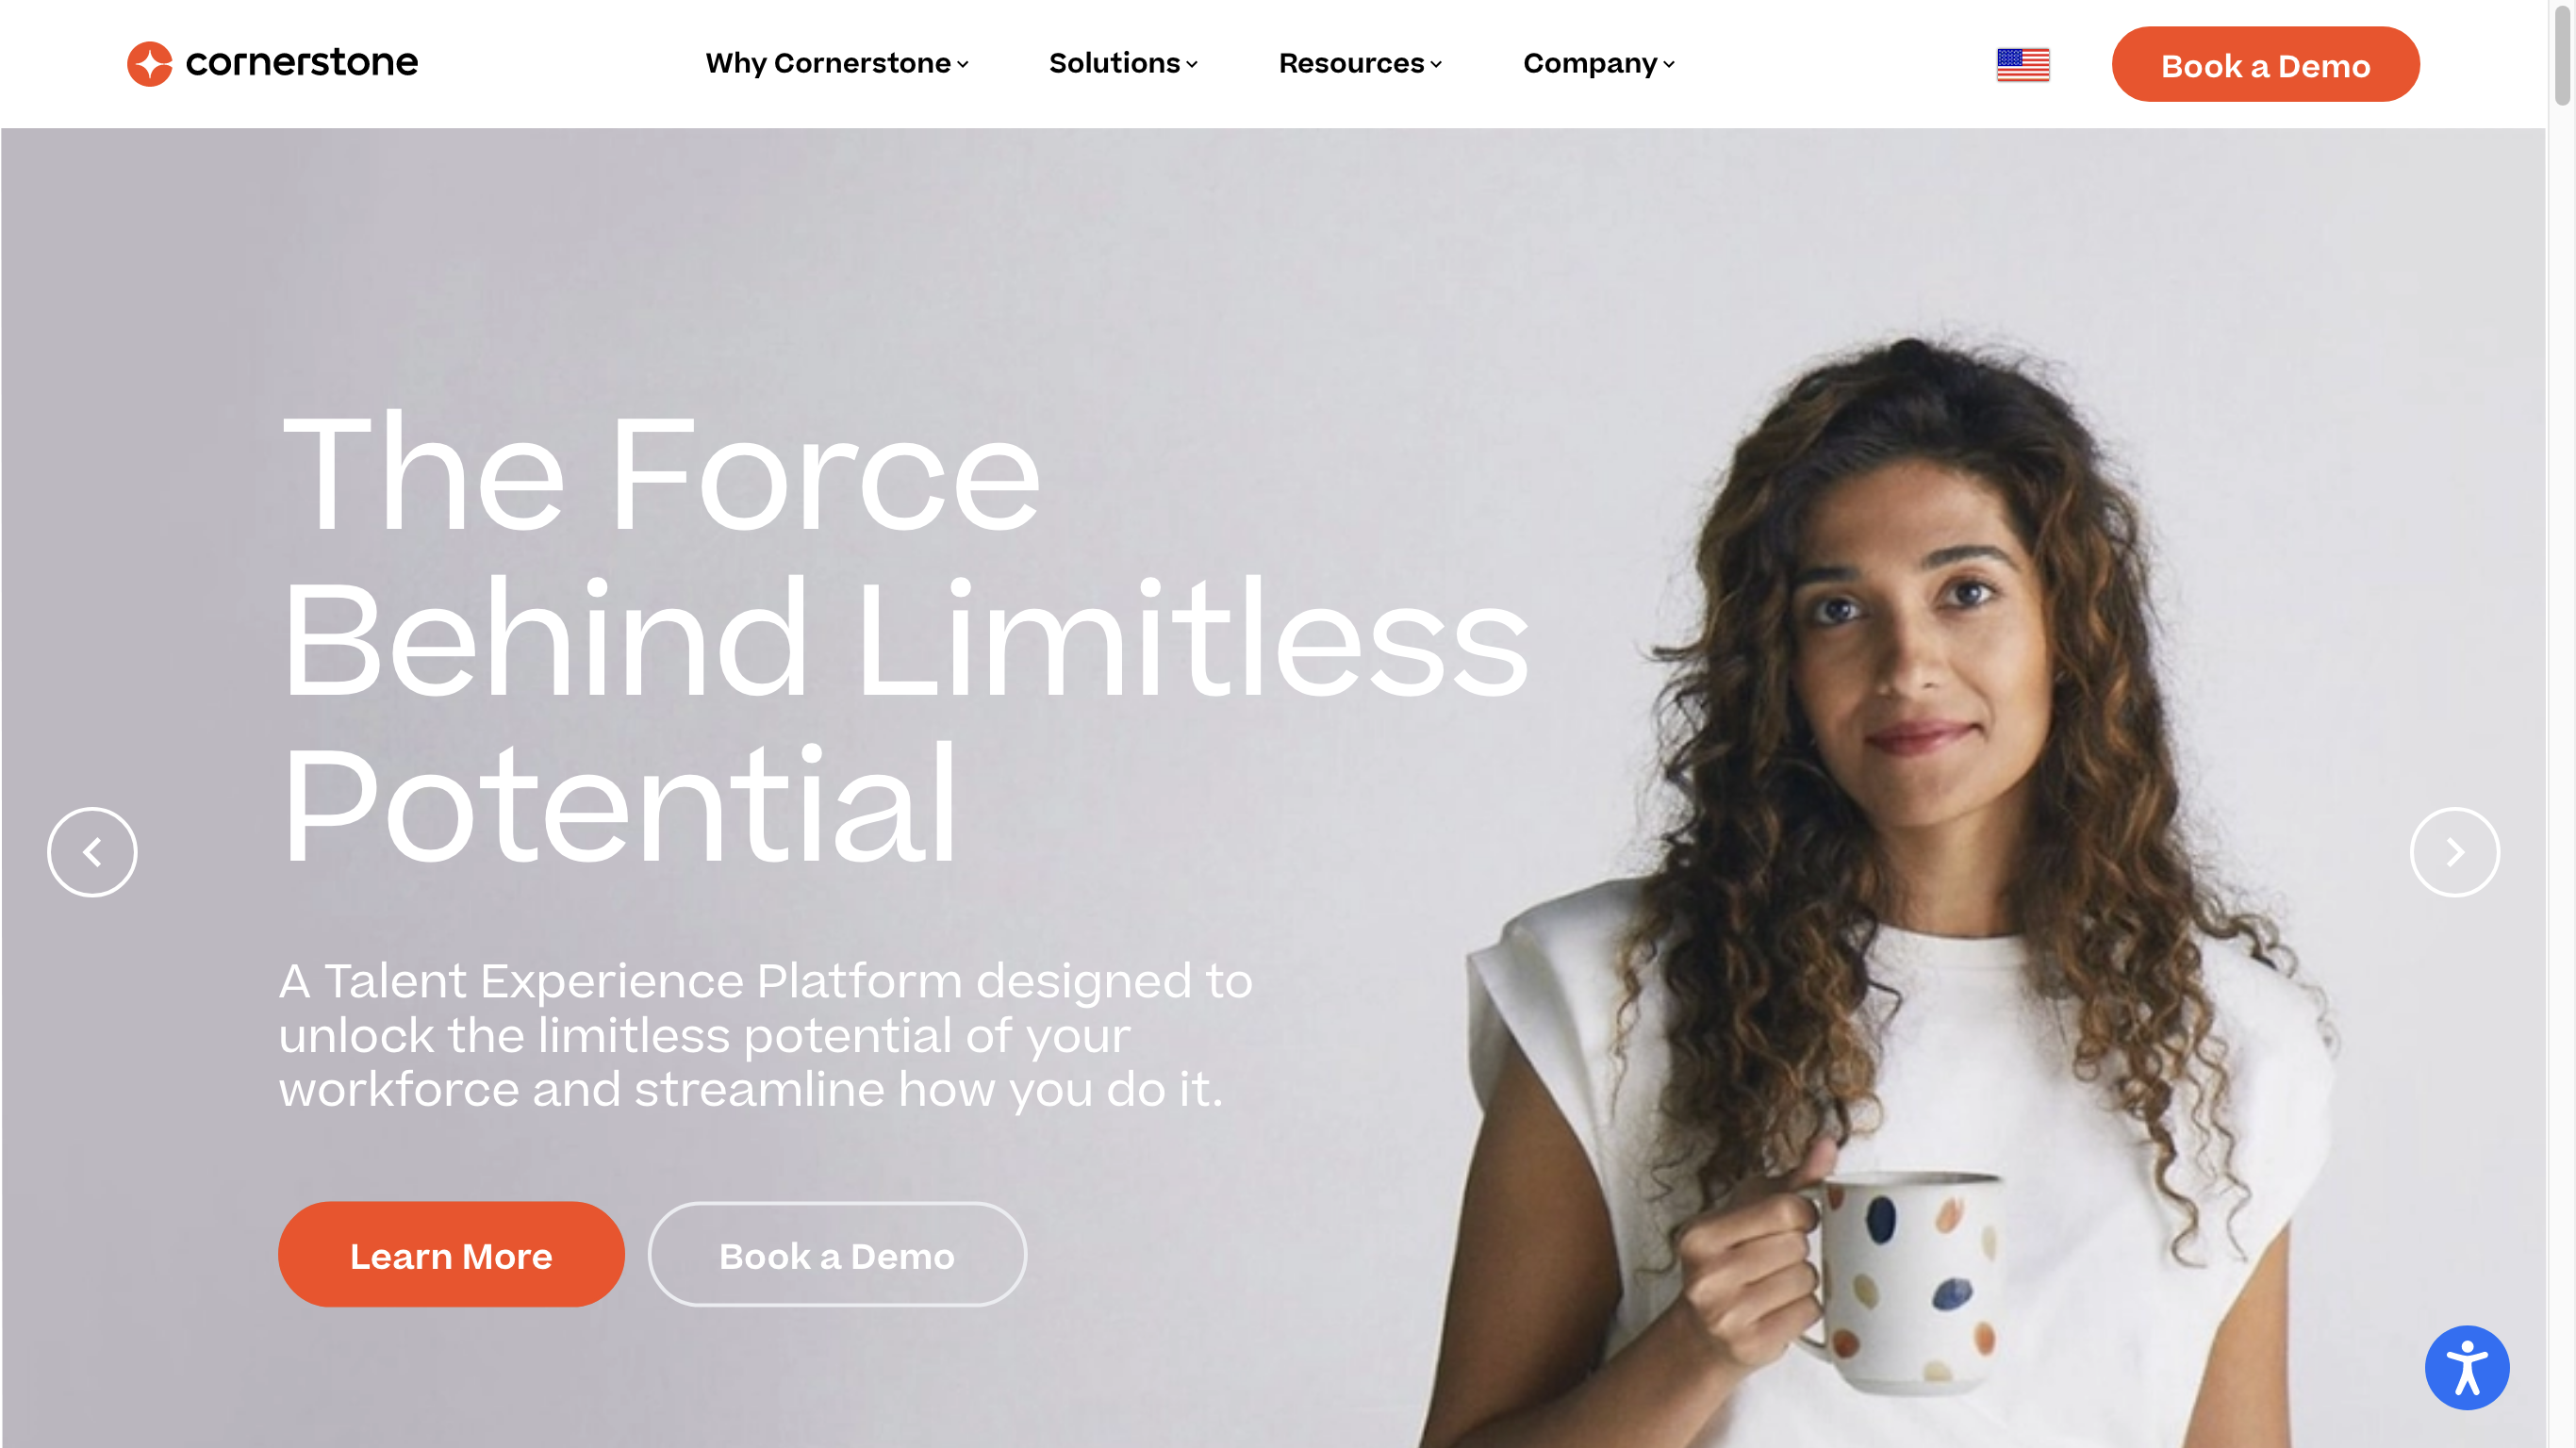 cornerstone
Why Cornerstone
Solutions
Resources
Company
Book a Demo
The Force
Behind Limitless
Potential
A Talent Experience Platform designed to
unlock the limitless potential of your
workforce and streamline how you do it.
Learn More
Book a Demo